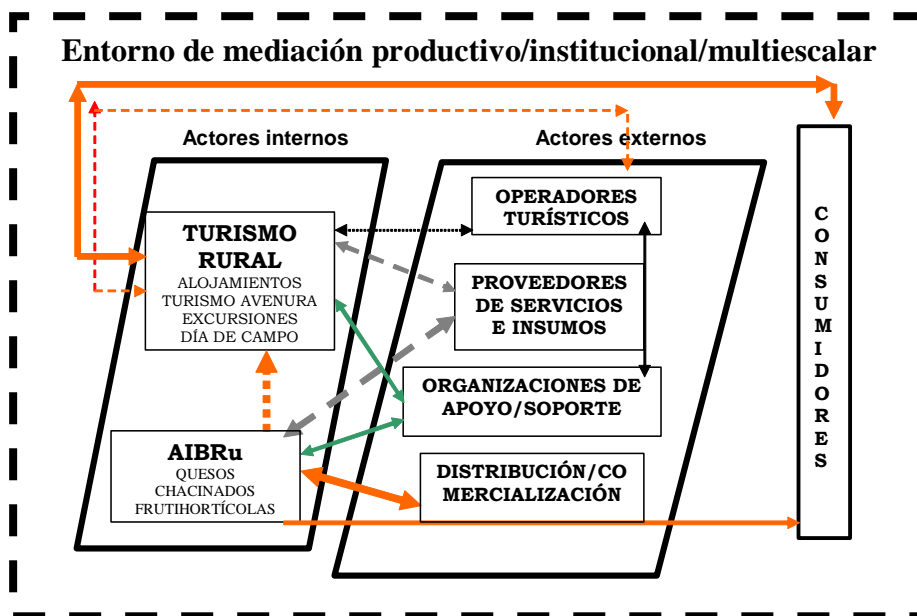 Entorno de mediación productivo/institucional/multiescalar
Actores internos
Actores externos
TURISMO
RURAL
ALOJAMIENTOS
TURISMO AVENURA
EXCURSIONES
DÍA DE CAMPO
AIBRu
QUESOS
CHACINADOS
FRUTIHORTÍCOLAS
OPERADORES
TURÍSTICOS
PROVEEDORES
DE SERVICIOS
E INSUMOS
ORGANIZACIONES DE
APOYO/SOPORTE
DISTRIBUCIÓN/CO
MERCIALIZACIÓN
CONSUMIDORES